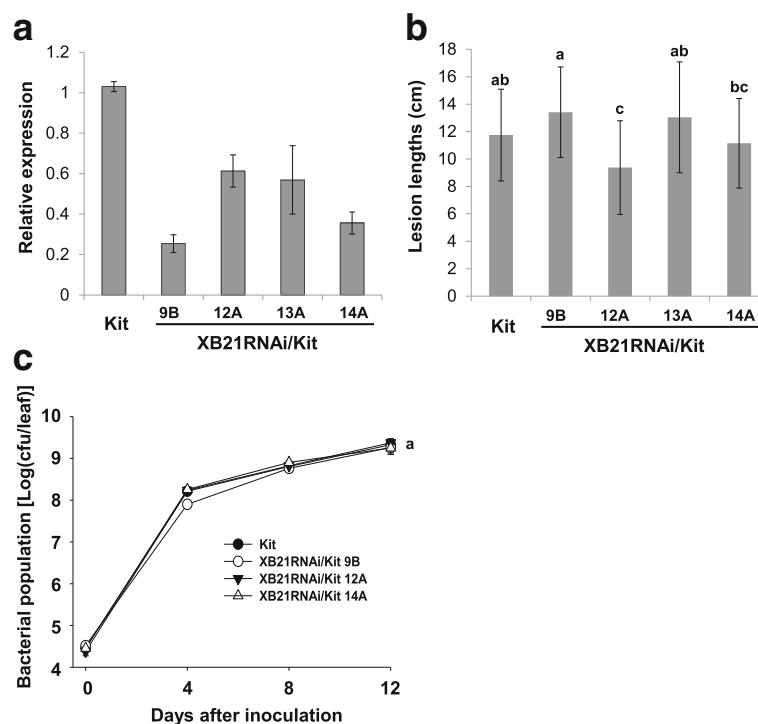 a
Relative expression
1.2
1
0.8
0.6
0.4
0.2
0
Kit
9B 12A 13A 14A
XB21RNAi/Kit
b
Lesion lengths (cm)
18
16
14
12
10
8
6
4
2
0
ab a c ab bc
Kit
9B 12A 13A 14A
XB21RNAi/Kit
c
Bacterial population [Log(cfu/leaf)]
10
9
8
7
6
5
4
a
Kit
XB21RNAi/Kit 9B
XB21RNAi/Kit 12A
XB21RNAi/Kit 14A
0 4 8 12
Days after inoculation